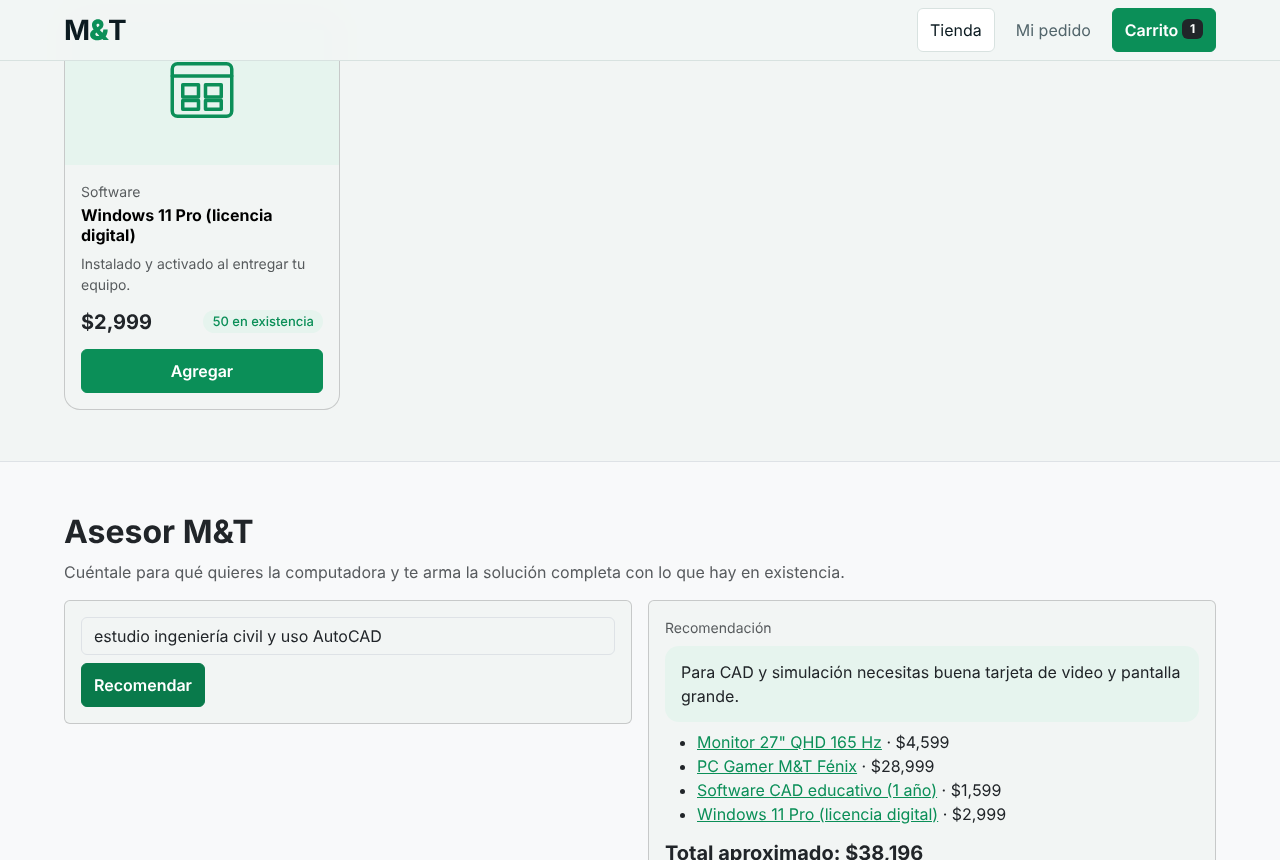 M&T
Tienda
Mi pedido
Carrito 1
Software
Windows 11 Pro (licencia
digital)
Instalado y activado al entregar tu
equipo.
$2,999
50 en existencia
Agregar
Asesor M&T
Cuéntale para qué quieres la computadora y te arma la solución completa con lo que hay en existencia.
estudio ingeniería civil y uso AutoCAD
Recomendar
Recomendación
Para CAD y simulación necesitas buena tarjeta de video y pantalla
grande.
Monitor 27" QHD 165 Hz · $4,599
PC Gamer M&T Fénix · $28,999
Software CAD educativo (1 año) · $1,599
Windows 11 Pro (licencia digital) · $2,999
Total aproximado: $38,196